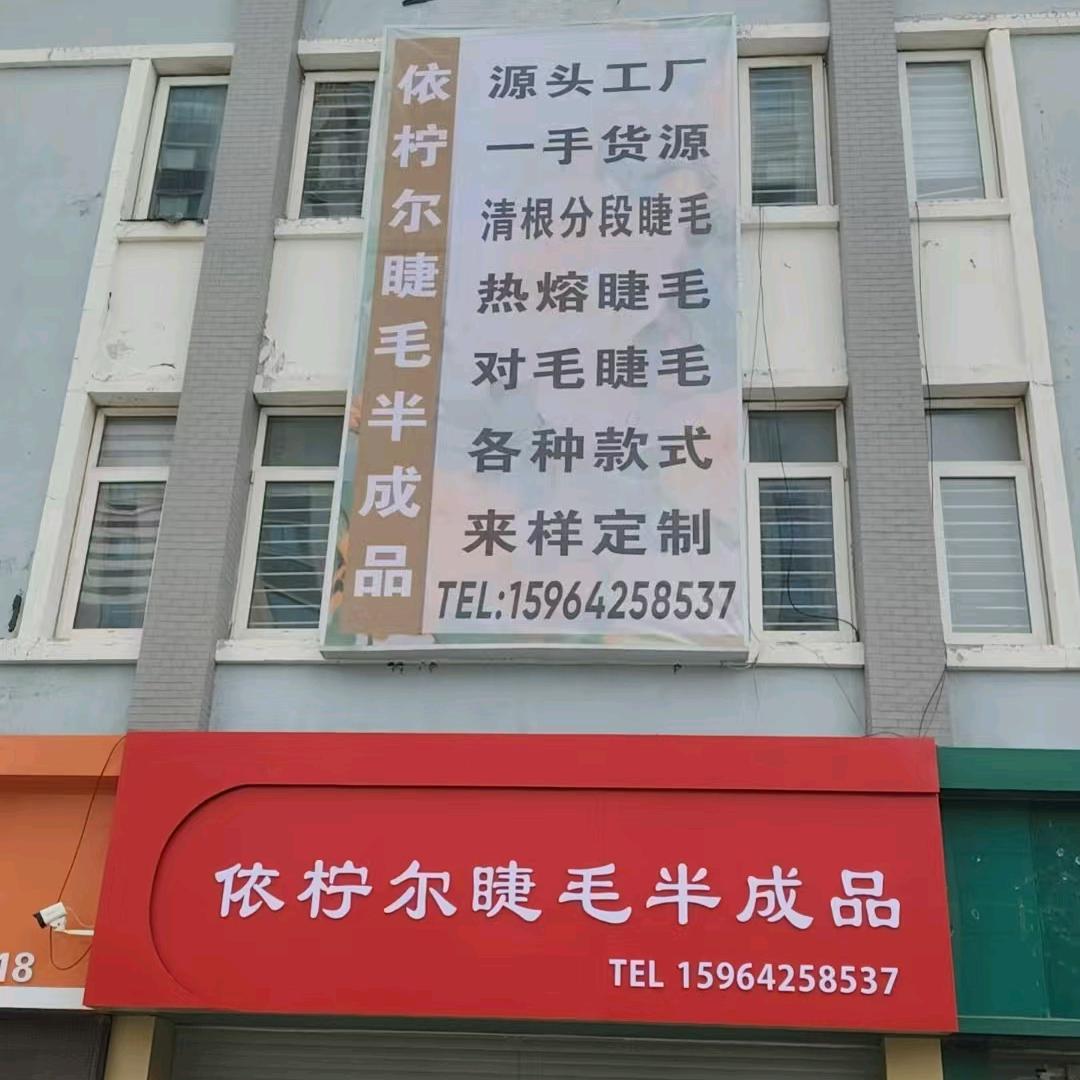 依柠尔睫毛半成品
源头工厂
一手货源
清根分段睫毛
热熔睫毛
对毛睫毛
各种款式
来样定制
TEL:15964258537
依柠尔睫毛半成品
TEL 15964258537
18